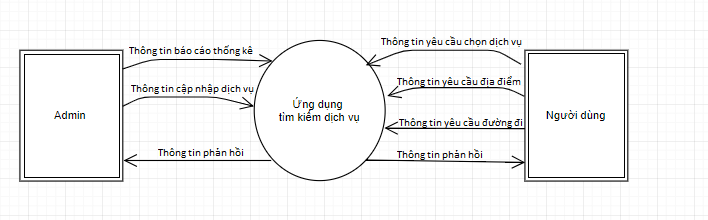 Thông tin báo cáo thống kê
Thông tin yêu cầu chọn dịch vụ
Thông tin cập nhập dịch vụ
Thông tin yêu cầu địa điểm
Admin
Ứng dụng
tìm kiếm dịch vụ
Người dùng
Thông tin yêu cầu đường đi
Thông tin phản hồi
Thông tin phản hồi